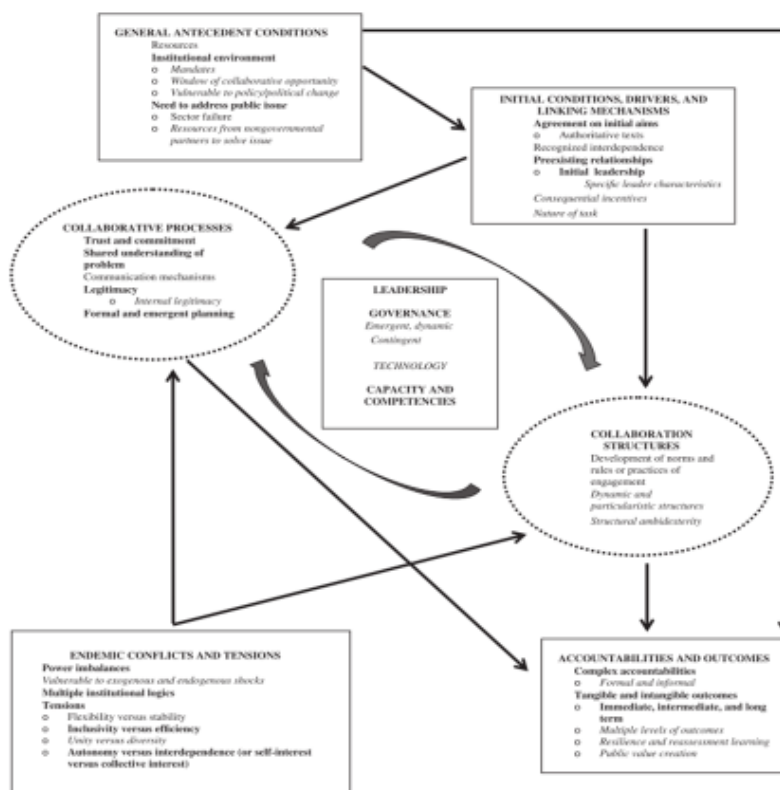 GENERAL ANTECEDENT CONDITIONS
Resources
Institutional environment
o Mandates
o Window of collaborative opportunity
o Vulnerable to policy/political change
Need to address public issue
o Sector failure
o Resources from nongovernmental
partners to solve issue
INITIAL CONDITIONS, DRIVERS, AND
LINKING MECHANISMS
Agreement on initial aims
o Authoritative texts
Recognized interdependence
Preexisting relationships
o Initial leadership
Specific leader characteristics
Consequential incentives
Nature of task
COLLABORATIVE PROCESSES
Trust and commitment
Shared understanding of
problem
Communication mechanisms
Legitimacy
o Internal legitimacy
Formal and emergent planning
LEADERSHIP
GOVERNANCE
Emergent, dynamic
Contingent
TECHNOLOGY
CAPACITY AND
COMPETENCIES
COLLABORATION
STRUCTURES
Development of norms and
rules or practices of
engagement
Dynamic and
particularistic structures
Structural ambidexterity
ENDEMIC CONFLICTS AND TENSIONS
Power imbalances
Vulnerable to exogenous and endogenous shocks
Multiple institutional logics
Tensions
o Flexibility versus stability
o Inclusivity versus efficiency
o Unity versus diversity
o Autonomy versus interdependence (or self-interest
versus collective interest)
ACCOUNTABILITIES AND OUTCOMES
Complex accountabilities
o Formal and informal
Tangible and intangible outcomes
o Immediate, intermediate, and long
term
o Multiple levels of outcomes
o Resilience and reassessment learning
o Public value creation